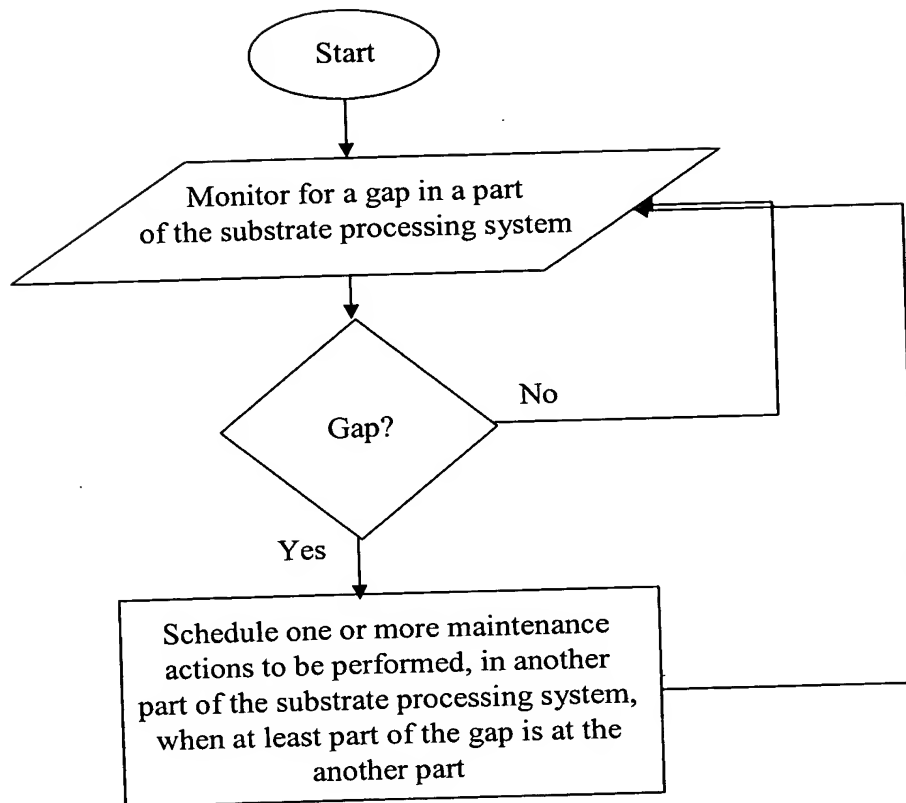 Start
Monitor for a gap in a part
of the substrate processing system
Gap?
No
Yes
Schedule one or more maintenance
actions to be performed, in another
part of the substrate processing system,
when at least part of the gap is at the
another part